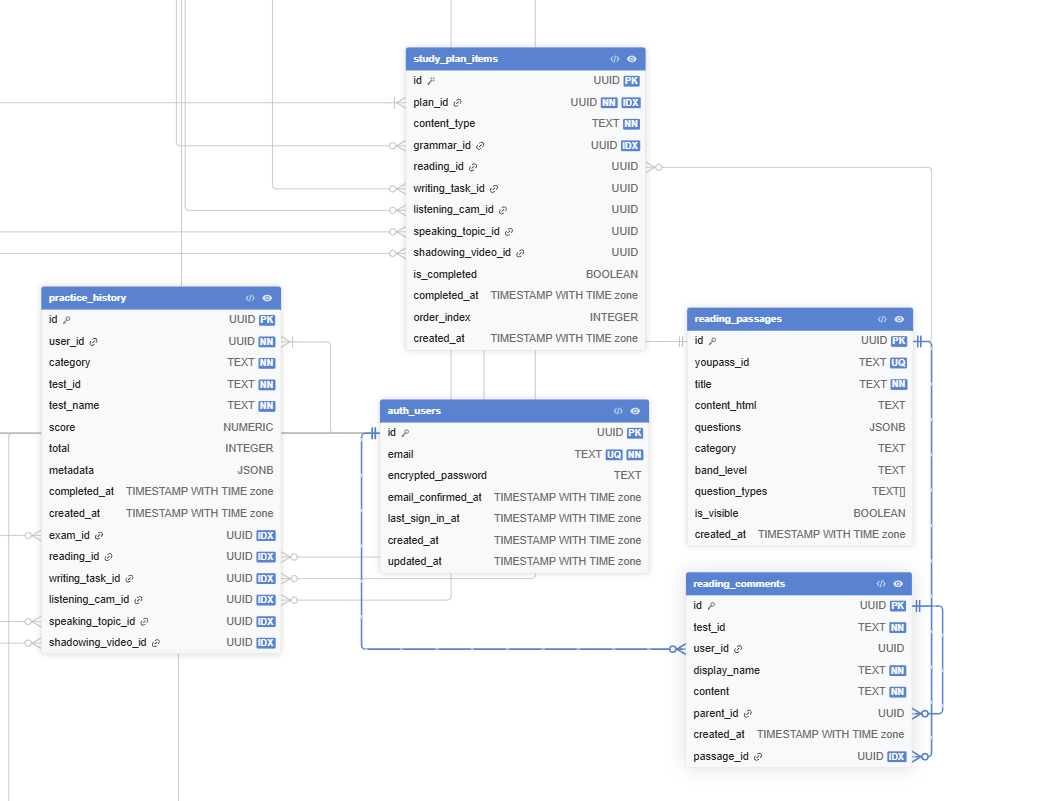 study_plan_items
id UUID PK
plan_id UUID NN IDX
content_type TEXT NN
grammar_id UUID IDX
reading_id UUID
writing_task_id UUID
listening_cam_id UUID
speaking_topic_id UUID
shadowing_video_id UUID
is_completed BOOLEAN
completed_at TIMESTAMP WITH TIME zone
order_index INTEGER
created_at TIMESTAMP WITH TIME zone
practice_history
id UUID PK
user_id UUID NN
category TEXT NN
test_id TEXT NN
test_name TEXT NN
score NUMERIC
total INTEGER
metadata JSONB
completed_at TIMESTAMP WITH TIME zone
created_at TIMESTAMP WITH TIME zone
exam_id UUID IDX
reading_id UUID IDX
writing_task_id UUID IDX
listening_cam_id UUID IDX
speaking_topic_id UUID IDX
shadowing_video_id UUID IDX
auth_users
id UUID PK
email TEXT UQ NN
encrypted_password TEXT
email_confirmed_at TIMESTAMP WITH TIME zone
last_sign_in_at TIMESTAMP WITH TIME zone
created_at TIMESTAMP WITH TIME zone
updated_at TIMESTAMP WITH TIME zone
reading_passages
id UUID PK
youpass_id TEXT UQ
title TEXT NN
content_html TEXT
questions JSONB
category TEXT
band_level TEXT
question_types TEXT[]
is_visible BOOLEAN
created_at TIMESTAMP WITH TIME zone
reading_comments
id UUID PK
test_id TEXT NN
user_id UUID
display_name TEXT NN
content TEXT NN
parent_id UUID
created_at TIMESTAMP WITH TIME zone
passage_id UUID IDX